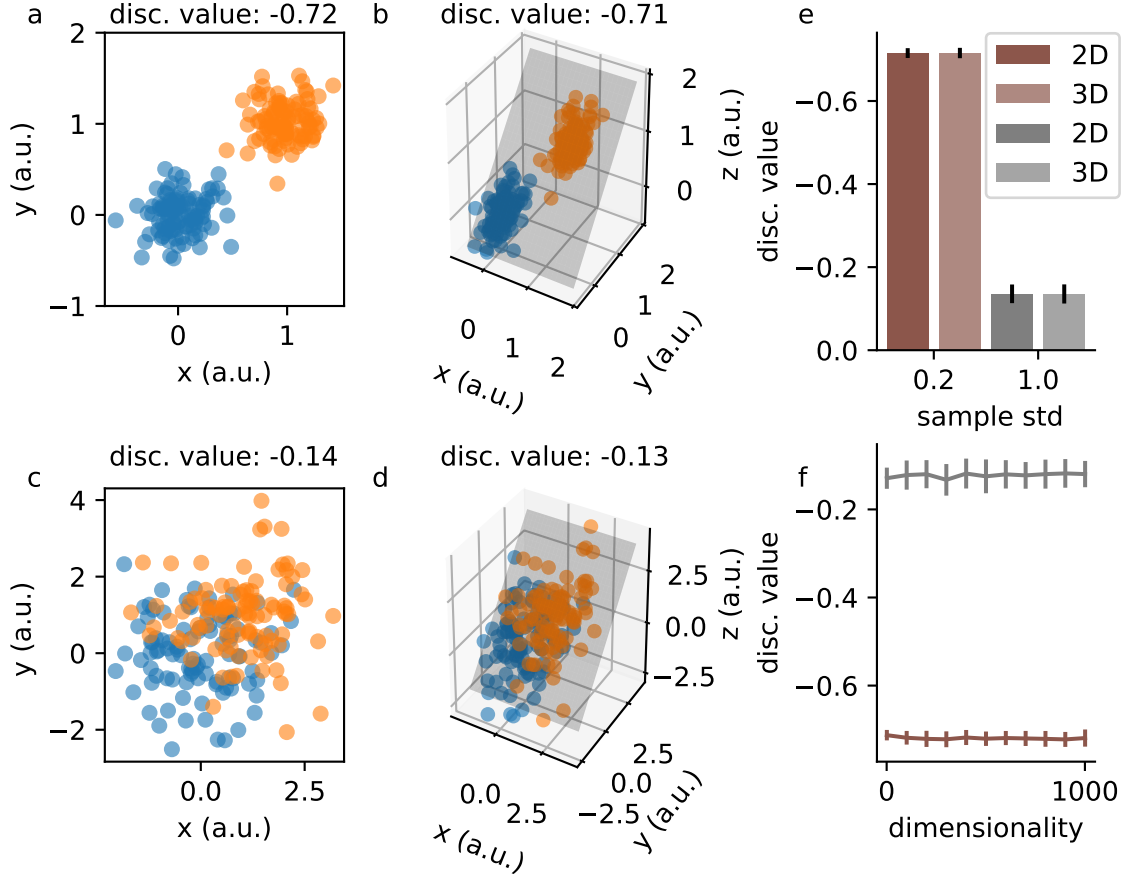 a
disc. value: -0.72
2
1
0
−1
y (a.u.)
0
1
x (a.u.)
b
disc. value: -0.71
2
1
0
z (a.u.)
2
1
0
y (a.u.)
0
1
2
x (a.u.)
e
−0.6
−0.4
−0.2
0.0
disc. value
2D
3D
2D
3D
0.2
1.0
sample std
c
disc. value: -0.14
4
2
0
−2
y (a.u.)
0.0
2.5
x (a.u.)
d
disc. value: -0.13
2.5
0.0
−2.5
z (a.u.)
2.5
0.0
−2.5
y (a.u.)
0.0
2.5
x (a.u.)
f
−0.2
−0.4
−0.6
disc. value
0
1000
dimensionality